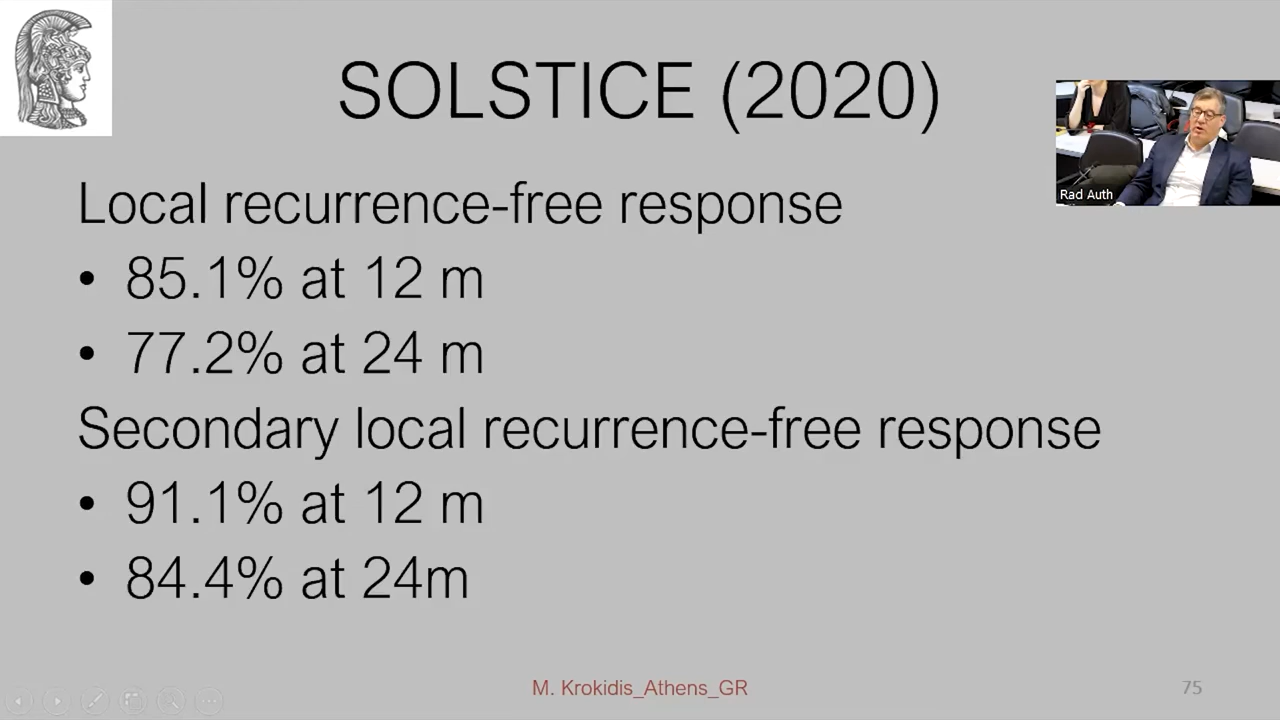 SOLSTICE (2020)
Rad Auth
Local recurrence-free response
• 85.1% at 12 m
• 77.2% at 24 m
Secondary local recurrence-free response
• 91.1% at 12 m
• 84.4% at 24m
M. Krokidis_Athens_GR
75